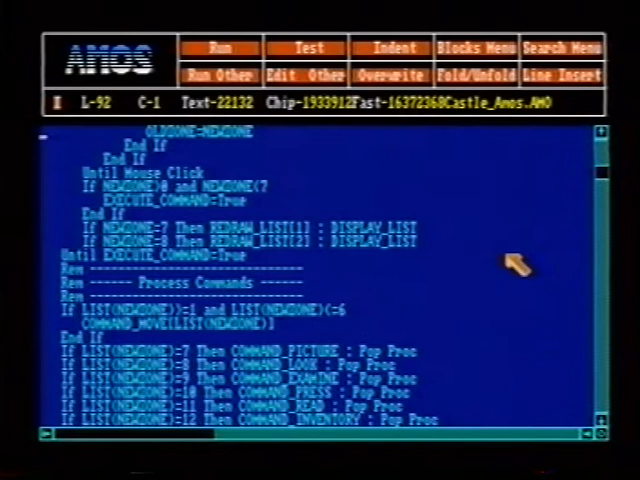 AMOS
Run Test Indent Blocks Menu Search Menu
Run Other Edit Other Overwrite Fold/Unfold Line Insert
I L-92 C-1 Text-22132 Chip-1933912 Fast-16372368 Castle_Amos.AMO
OLDZONE=NEWZONE
End If
End If
Until Mouse Click
If NEWZONE>0 and NEWZONE<7
EXECUTE_COMMAND=True
End If
If NEWZONE=7 Then REDRAW_LIST[1] : DISPLAY_LIST
If NEWZONE=8 Then REDRAW_LIST[2] : DISPLAY_LIST
Until EXECUTE_COMMAND=True
Rem ------------------------------
Rem ------ Process Commands ------
Rem ------------------------------
If LIST(NEWZONE)>=1 and LIST(NEWZONE)<=6
COMMAND_MOVE[LIST(NEWZONE)]
End If
If LIST(NEWZONE)=7 Then COMMAND_PICTURE : Pop Proc
If LIST(NEWZONE)=8 Then COMMAND_LOOK : Pop Proc
If LIST(NEWZONE)=9 Then COMMAND_EXAMINE : Pop Proc
If LIST(NEWZONE)=10 Then COMMAND_PRESS : Pop Proc
If LIST(NEWZONE)=11 Then COMMAND_READ : Pop Proc
If LIST(NEWZONE)=12 Then COMMAND_INVENTORY : Pop Proc